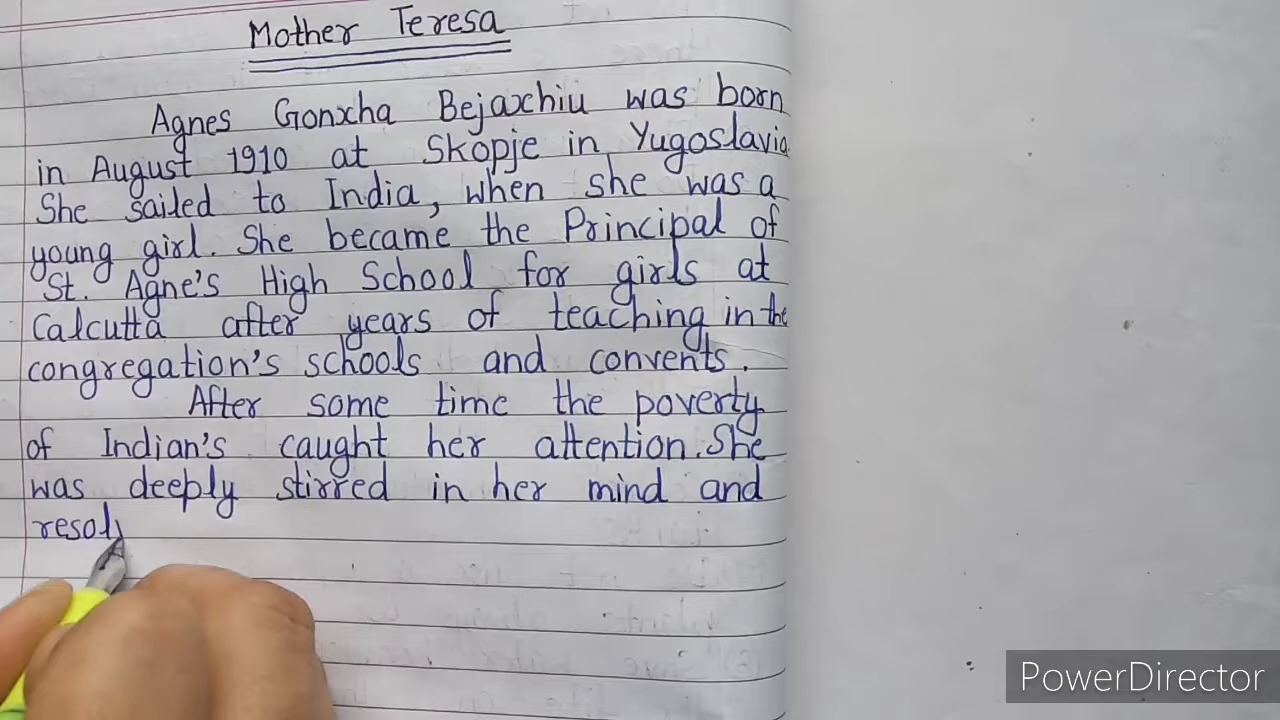 Mother Teresa
Agnes Gonxha Bejaxhiu was born
in August 1910 at Skopje in Yugoslavia
She sailed to India, when she was a
young girl. She became the Principal of
St. Agne's High School for girls at
Calcutta after years of teaching in the
congregation's schools and convents.
After some time the poverty
of Indian's caught her attention. She
was deeply stirred in her mind and
resol
PowerDirector